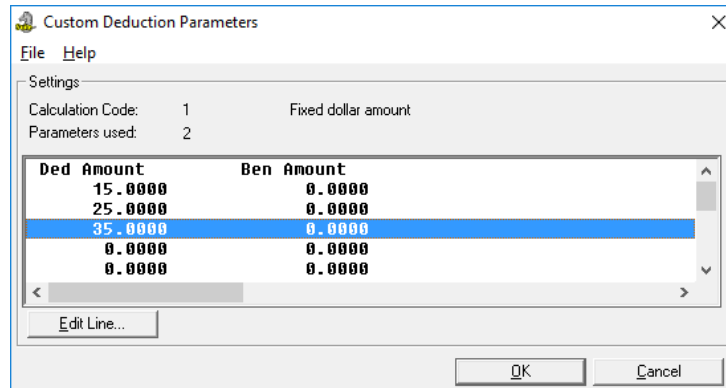 Custom Deduction Parameters
File Help
Settings
Calculation Code: 1 Fixed dollar amount
Parameters used: 2
Ded Amount Ben Amount
15.0000 0.0000
25.0000 0.0000
35.0000 0.0000
0.0000 0.0000
0.0000 0.0000
Edit Line...
OK Cancel